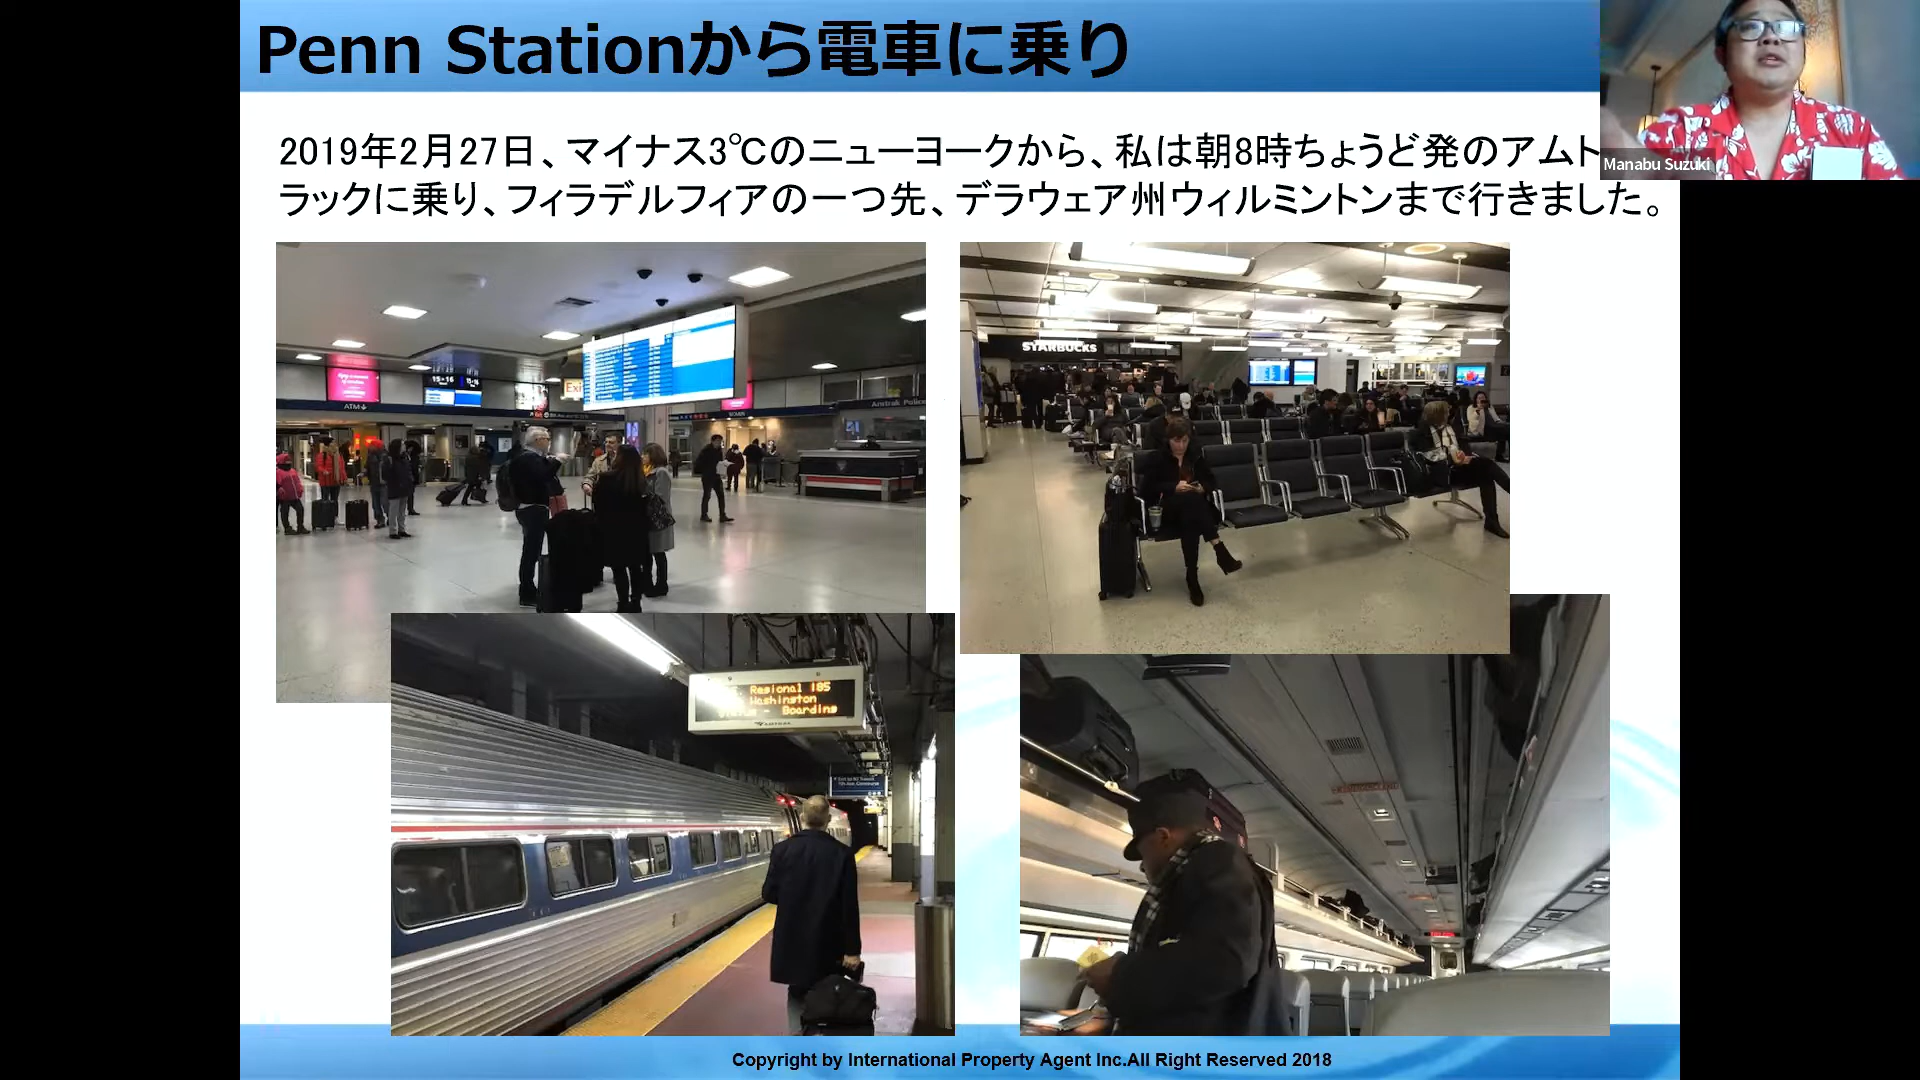 Penn Stationから電車に乗り
2019年2月27日、マイナス3℃のニューヨークから、私は朝8時ちょうど発のアムト
ラックに乗り、フィラデルフィアの一つ先、デラウェア州ウィルミントンまで行きました。
Manabu Suzuki
ATM
Exit
Amtrak Police
STARBUCKS
Regional 185
Washington
Boarding
Copyright by International Property Agent Inc.All Right Reserved 2018